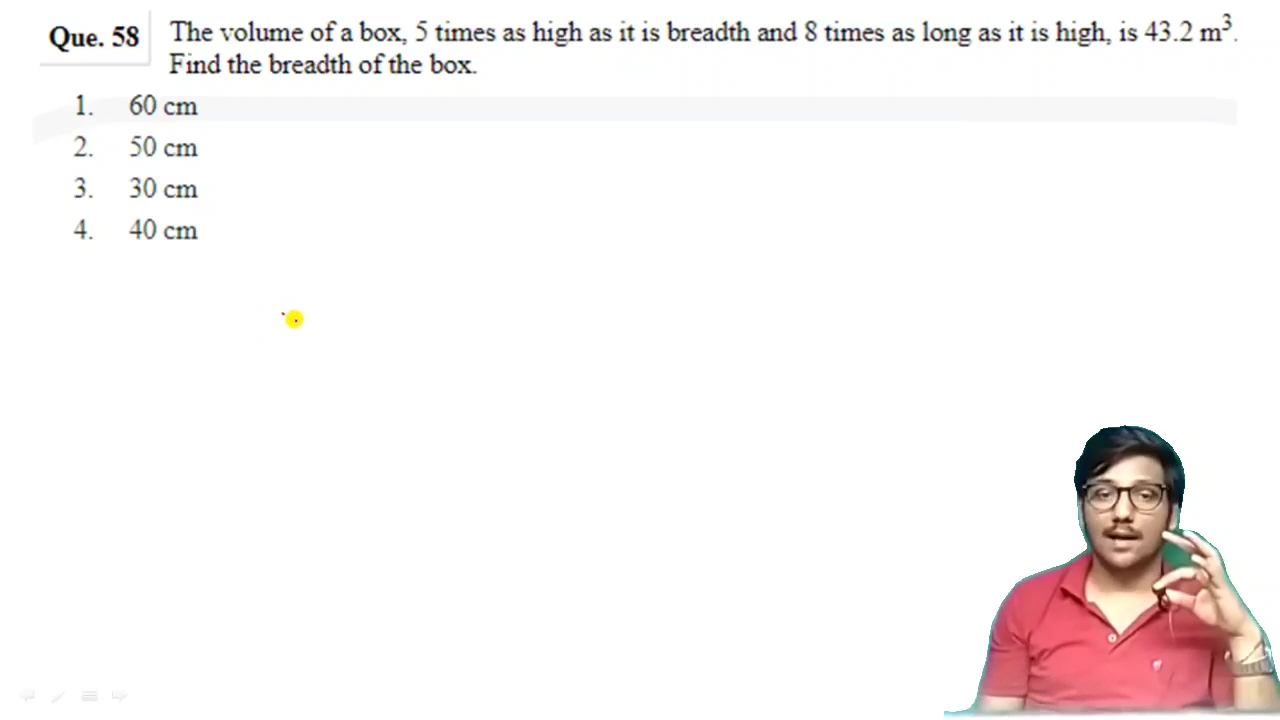 Que. 58
The volume of a box, 5 times as high as it is breadth and 8 times as long as it is high, is 43.2 m³.
Find the breadth of the box.
1. 60 cm
2. 50 cm
3. 30 cm
4. 40 cm